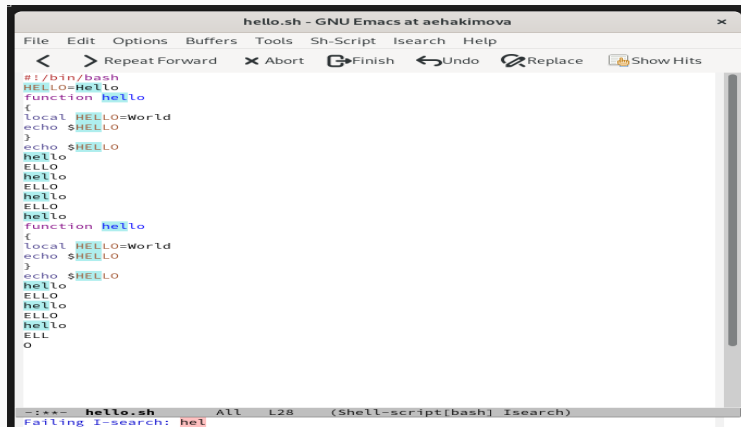 hello.sh - GNU Emacs at aehakimova ×
File Edit Options Buffers Tools Sh-Script Isearch Help
< > Repeat Forward Abort Finish Undo Replace Show Hits
#!/bin/bash
HELLO=Hello
function hello
{
local HELLO=World
echo $HELLO
}
echo $HELLO
hello
ELLO
hello
ELLO
hello
ELLO
hello
function hello
{
local HELLO=World
echo $HELLO
}
echo $HELLO
hello
ELLO
hello
ELLO
hello
ELL
O
-:**- hello.sh All L28 (Shell-script[bash] Isearch)
Failing I-search: hel